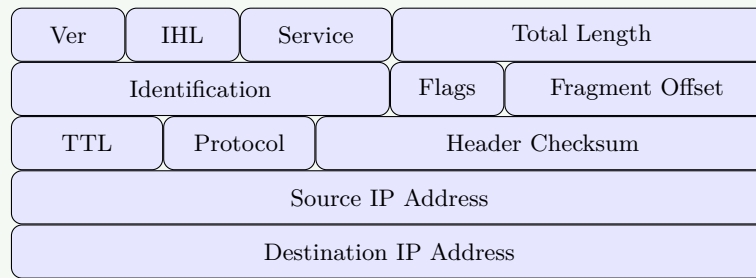 Ver IHL Service Total Length
Identification Flags Fragment Offset
TTL Protocol Header Checksum
Source IP Address
Destination IP Address